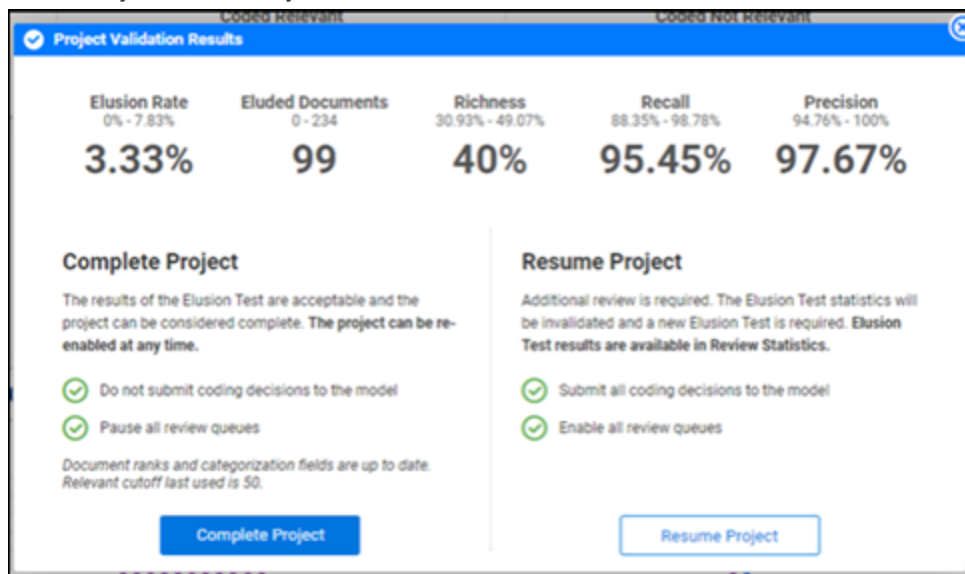 Coded Relevant Coded Not Relevant
Project Validation Results
Elusion Rate Eluded Documents Richness Recall Precision
0% - 7.83% 0 - 234 30.93% - 49.07% 88.35% - 98.78% 94.76% - 100%
3.33% 99 40% 95.45% 97.67%
Complete Project
The results of the Elusion Test are acceptable and the
project can be considered complete. The project can be re-
enabled at any time.
Do not submit coding decisions to the model
Pause all review queues
Document ranks and categorization fields are up to date.
Relevant cutoff last used is 50.
Complete Project
Resume Project
Additional review is required. The Elusion Test statistics will
be invalidated and a new Elusion Test is required. Elusion
Test results are available in Review Statistics.
Submit all coding decisions to the model
Enable all review queues
Resume Project